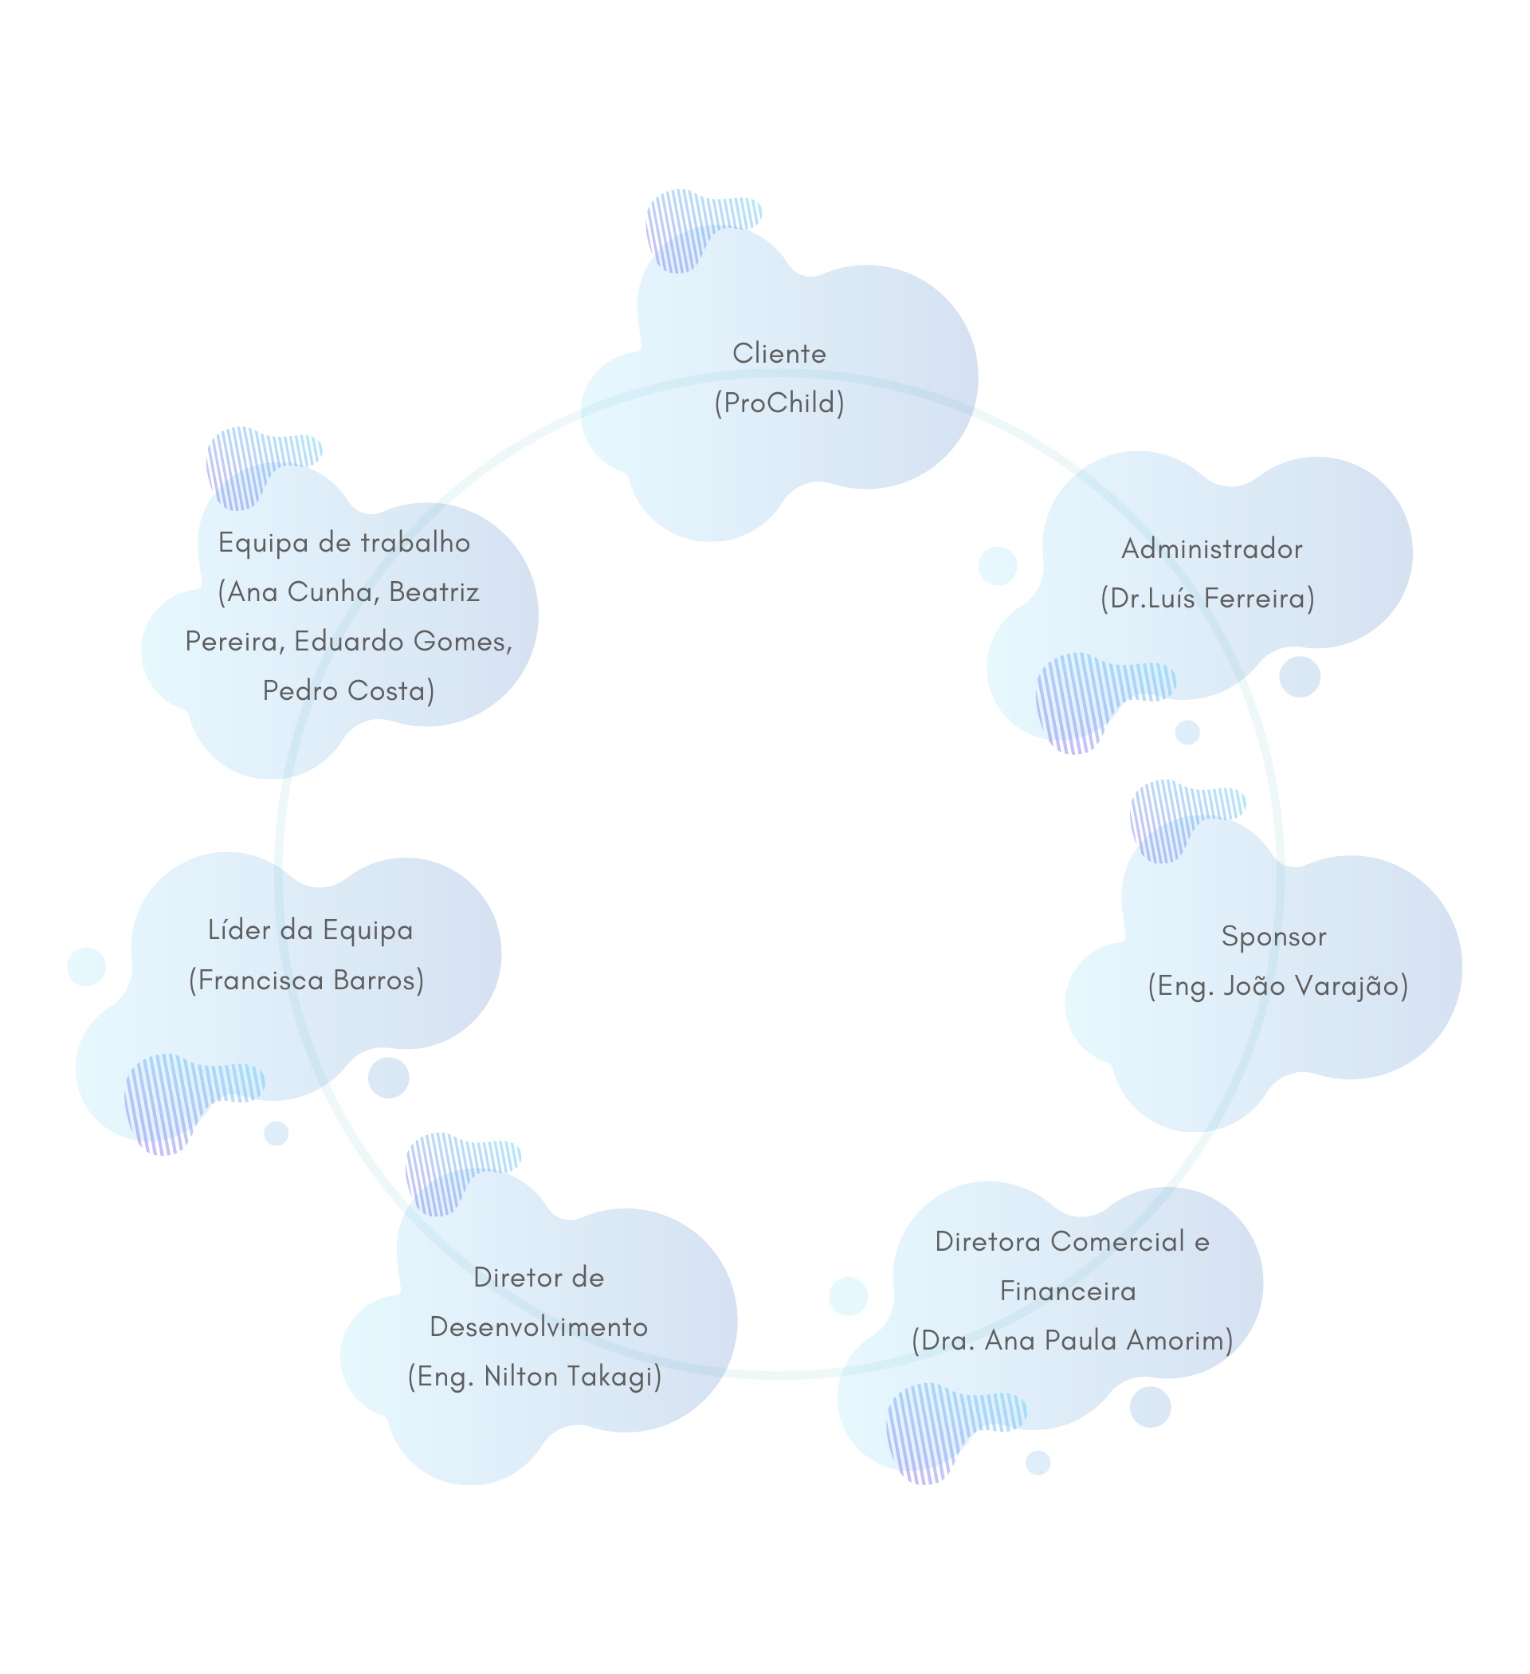 Cliente
(ProChild)
Administrador
(Dr.Luís Ferreira)
Sponsor
(Eng. João Varajão)
Diretora Comercial e
Financeira
(Dra. Ana Paula Amorim)
Diretor de
Desenvolvimento
(Eng. Nilton Takagi)
Líder da Equipa
(Francisca Barros)
Equipa de trabalho
(Ana Cunha, Beatriz
Pereira, Eduardo Gomes,
Pedro Costa)